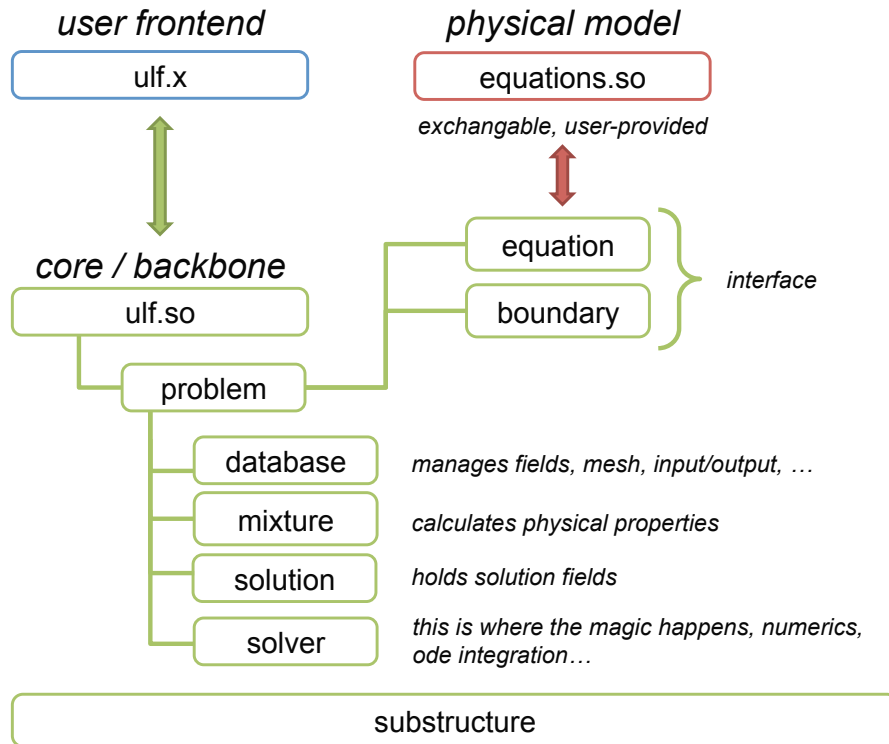 user frontend
physical model
ulf.x
equations.so
exchangable, user-provided
core / backbone
equation
interface
ulf.so
boundary
problem
database
manages fields, mesh, input/output, …
mixture
calculates physical properties
solution
holds solution fields
solver
this is where the magic happens, numerics,
ode integration…
substructure